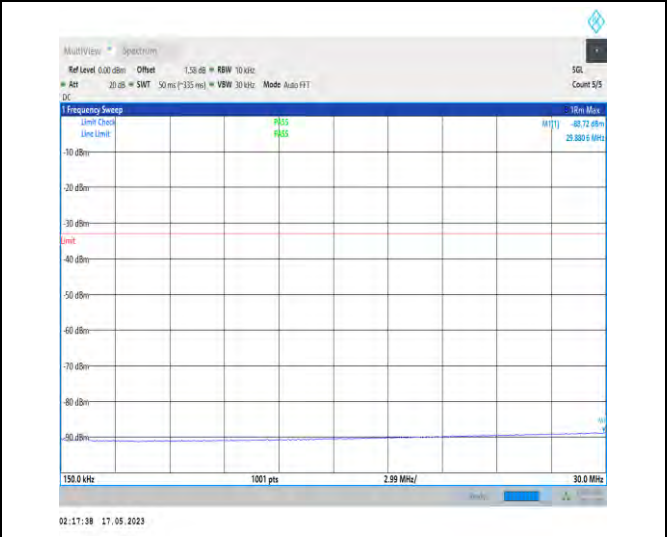 MultiView Spectrum
Ref Level 0.00 dBm Offset 1.58 dB RBW 10 kHz SGL
Att 20 dB SWT 50 ms (~335 ms) VBW 30 kHz Mode Auto FFT Count 5/5
DC
1 Frequency Sweep 1Rm Max
Limit Check PASS M1[1] -88.72 dBm
Line Limit PASS 29.8806 MHz
-10 dBm
-20 dBm
-30 dBm
Limit
-40 dBm
-50 dBm
-60 dBm
-70 dBm
-80 dBm
M1
-90 dBm
150.0 kHz 1001 pts 2.99 MHz/ 30.0 MHz
02:17:38 17.05.2023